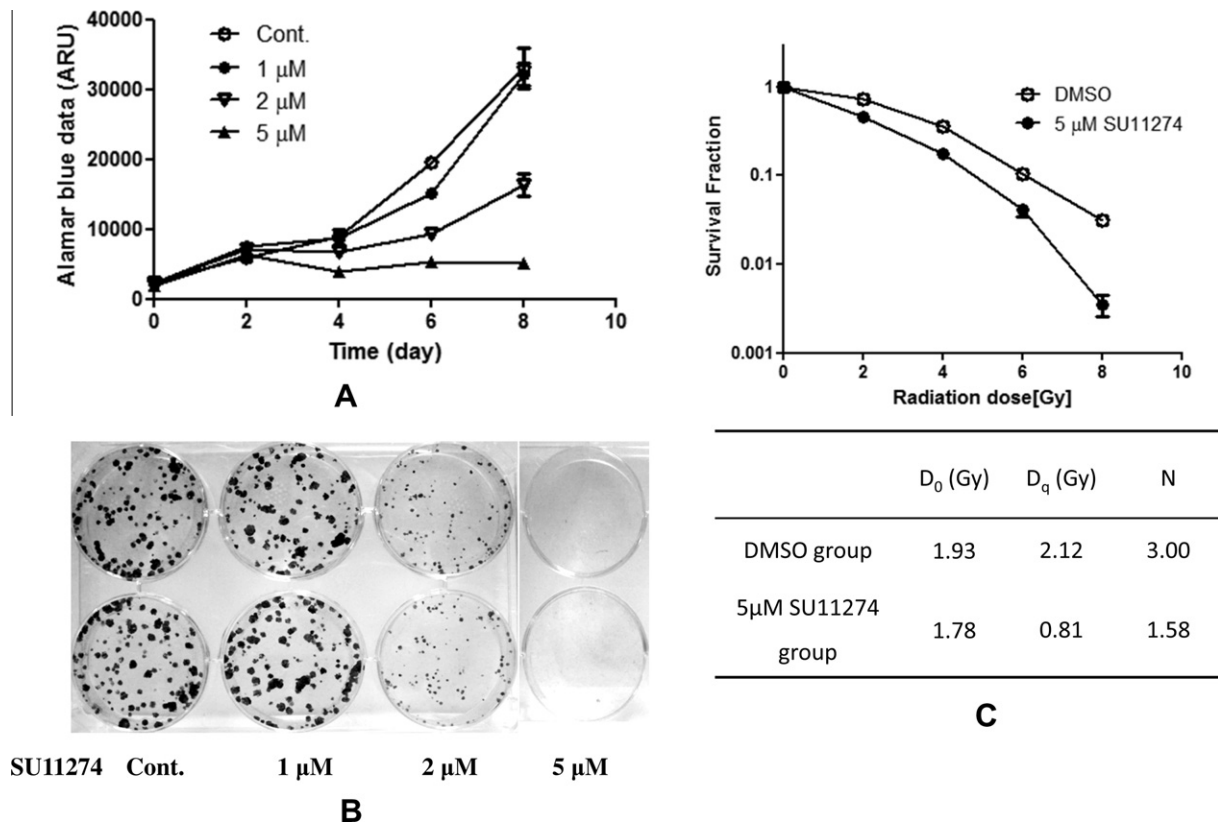 40000
30000
20000
10000
0
Alamar blue data (ARU)
Cont.
1 μM
2 μM
5 μM
0 2 4 6 8 10
Time (day)
A
SU11274 Cont. 1 μM 2 μM 5 μM
B
1
0.1
0.01
0.001
Survival Fraction
DMSO
5 μM SU11274
0 2 4 6 8 10
Radiation dose[Gy]
D₀ (Gy) D_q (Gy) N
DMSO group 1.93 2.12 3.00
5μM SU11274
group 1.78 0.81 1.58
C